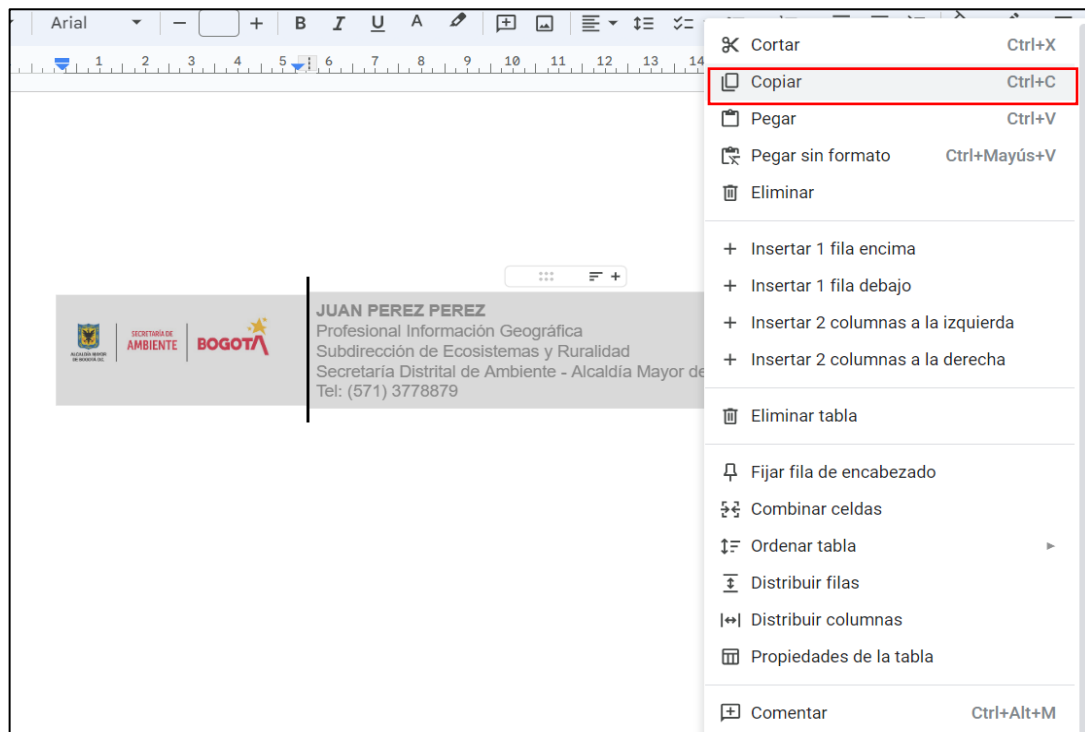 Arial
B I U A
1 2 3 4 5 6 7 8 9 10 11 12 13 14
JUAN PEREZ PEREZ
Profesional Información Geográfica
Subdirección de Ecosistemas y Ruralidad
Secretaría Distrital de Ambiente - Alcaldía Mayor de
Tel: (571) 3778879
ALCALDÍA MAYOR
DE BOGOTÁ D.C.
SECRETARÍA DE
AMBIENTE
BOGOTÁ
Cortar Ctrl+X
Copiar Ctrl+C
Pegar Ctrl+V
Pegar sin formato Ctrl+Mayús+V
Eliminar
Insertar 1 fila encima
Insertar 1 fila debajo
Insertar 2 columnas a la izquierda
Insertar 2 columnas a la derecha
Eliminar tabla
Fijar fila de encabezado
Combinar celdas
Ordenar tabla
Distribuir filas
Distribuir columnas
Propiedades de la tabla
Comentar Ctrl+Alt+M